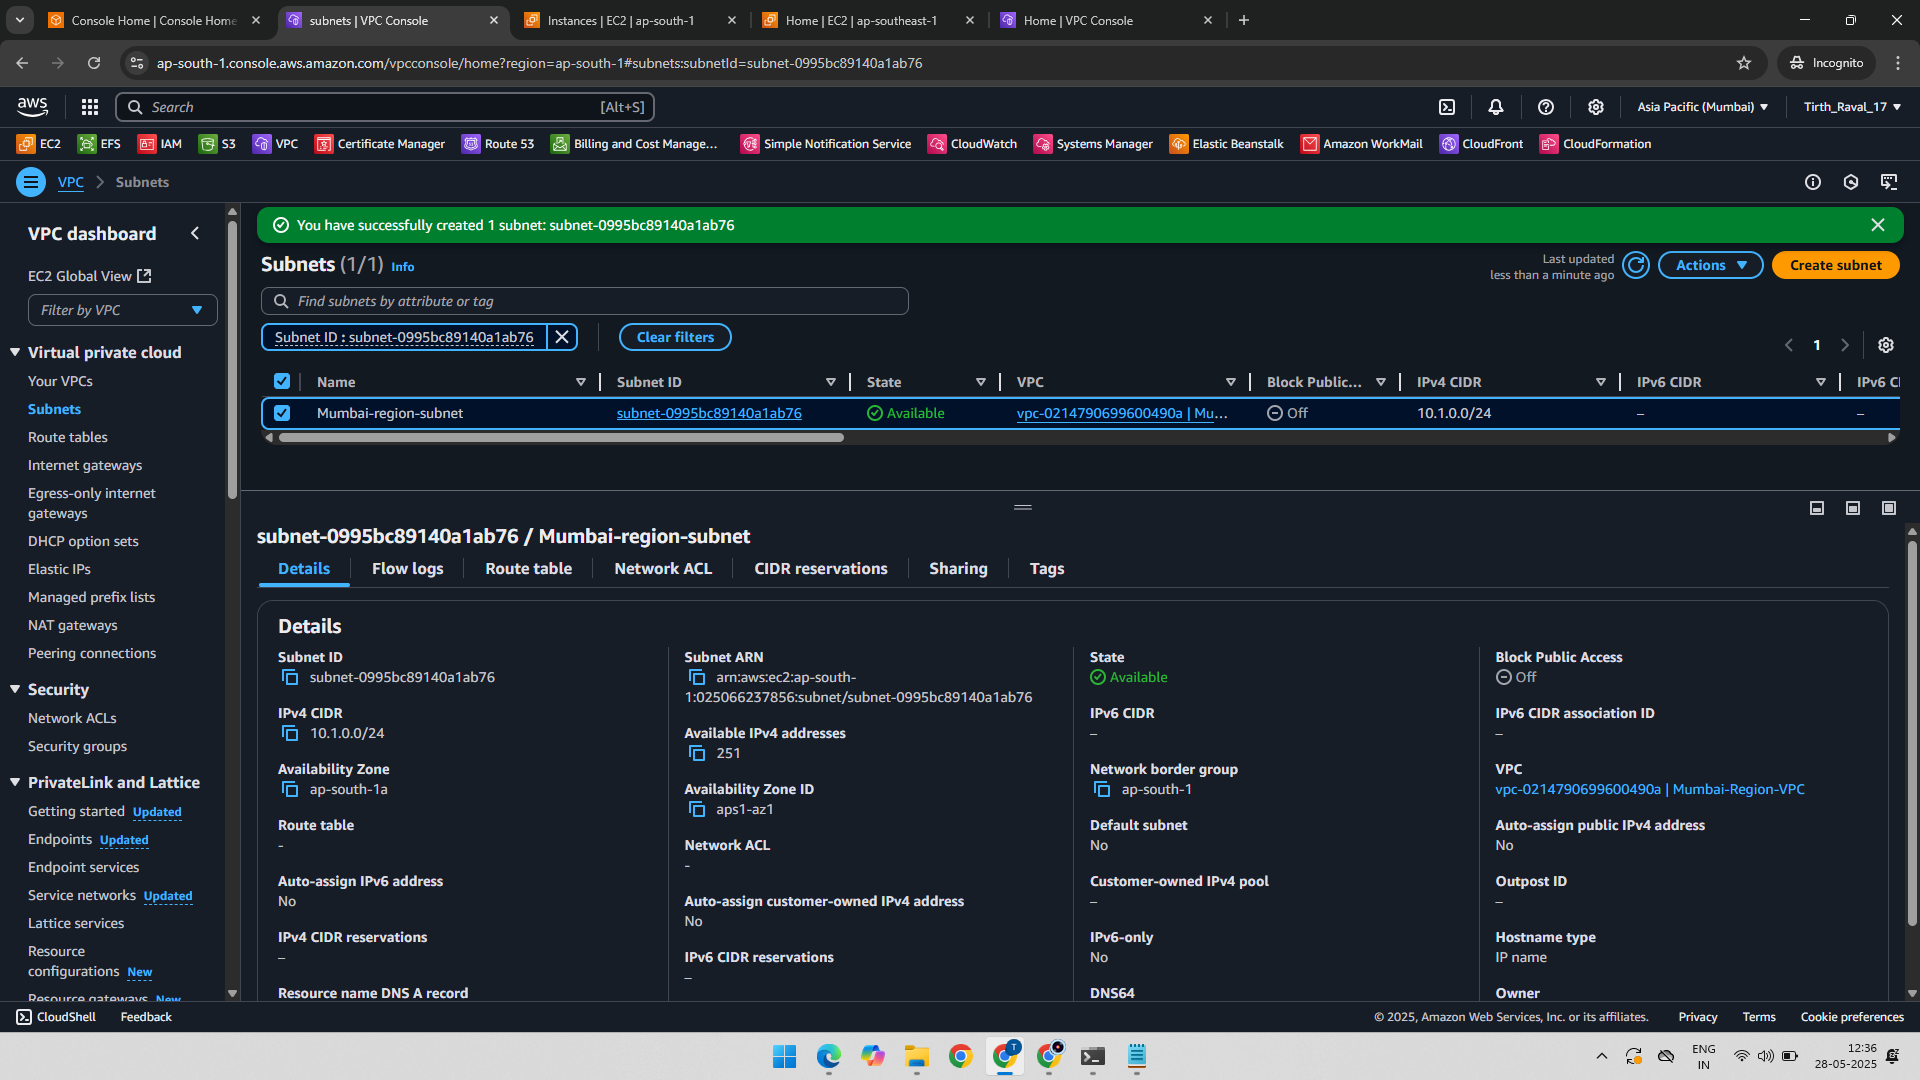 Console Home | Console Home
subnets | VPC Console
Instances | EC2 | ap-south-1
Home | EC2 | ap-southeast-1
Home | VPC Console
ap-south-1.console.aws.amazon.com/vpcconsole/home?region=ap-south-1#subnets:subnetId=subnet-0995bc89140a1ab76
Incognito
aws
Search
[Alt+S]
Asia Pacific (Mumbai)
Tirth_Raval_17
EC2
EFS
IAM
S3
VPC
Certificate Manager
Route 53
Billing and Cost Manage...
Simple Notification Service
CloudWatch
Systems Manager
Elastic Beanstalk
Amazon WorkMail
CloudFront
CloudFormation
VPC
Subnets
VPC dashboard
EC2 Global View
Filter by VPC
Virtual private cloud
Your VPCs
Subnets
Route tables
Internet gateways
Egress-only internet
gateways
DHCP option sets
Elastic IPs
Managed prefix lists
NAT gateways
Peering connections
Security
Network ACLs
Security groups
PrivateLink and Lattice
Getting started Updated
Endpoints Updated
Endpoint services
Service networks Updated
Lattice services
Resource
configurations New
Resource gateways New
You have successfully created 1 subnet: subnet-0995bc89140a1ab76
Subnets (1/1) Info
Last updated
less than a minute ago
Actions
Create subnet
Find subnets by attribute or tag
Subnet ID : subnet-0995bc89140a1ab76
Clear filters
1
Name
Subnet ID
State
VPC
Block Public...
IPv4 CIDR
IPv6 CIDR
IPv6 CI
Mumbai-region-subnet
subnet-0995bc89140a1ab76
Available
vpc-0214790699600490a | Mu...
Off
10.1.0.0/24
–
–
subnet-0995bc89140a1ab76 / Mumbai-region-subnet
Details
Flow logs
Route table
Network ACL
CIDR reservations
Sharing
Tags
Details
Subnet ID
subnet-0995bc89140a1ab76
IPv4 CIDR
10.1.0.0/24
Availability Zone
ap-south-1a
Route table
-
Auto-assign IPv6 address
No
IPv4 CIDR reservations
–
Resource name DNS A record
Subnet ARN
arn:aws:ec2:ap-south-
1:025066237856:subnet/subnet-0995bc89140a1ab76
Available IPv4 addresses
251
Availability Zone ID
aps1-az1
Network ACL
-
Auto-assign customer-owned IPv4 address
No
IPv6 CIDR reservations
–
State
Available
IPv6 CIDR
–
Network border group
ap-south-1
Default subnet
No
Customer-owned IPv4 pool
–
IPv6-only
No
DNS64
Block Public Access
Off
IPv6 CIDR association ID
–
VPC
vpc-0214790699600490a | Mumbai-Region-VPC
Auto-assign public IPv4 address
No
Outpost ID
–
Hostname type
IP name
Owner
CloudShell
Feedback
© 2025, Amazon Web Services, Inc. or its affiliates.
Privacy
Terms
Cookie preferences
T
ENG
IN
12:36
28-05-2025